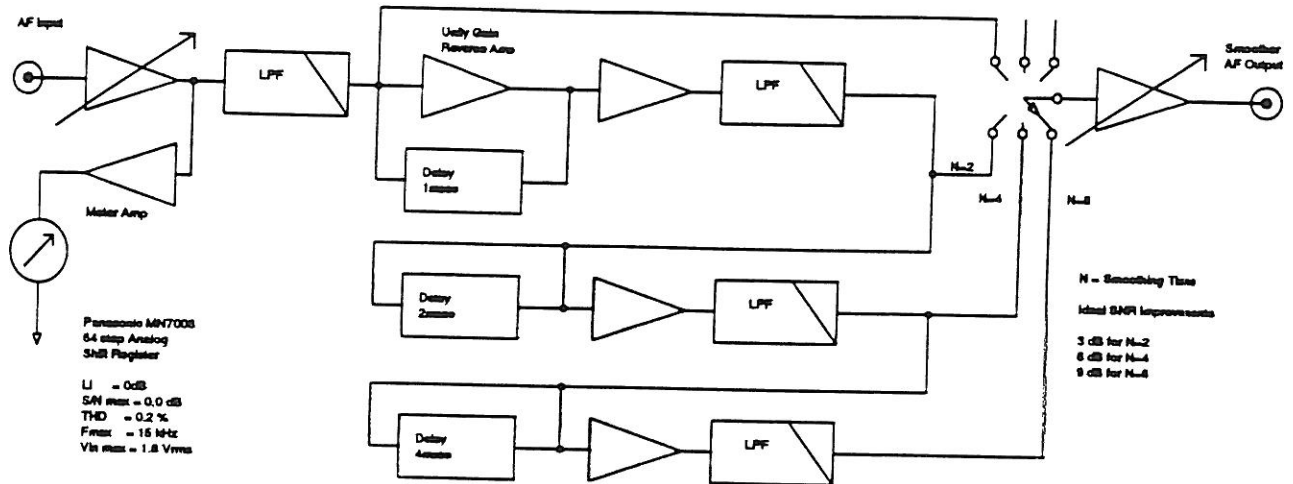 AF Input
Unity Gain
Reverse Amp
Smoother
AF Output
LPF
LPF
Delay
1msec
Meter Amp
N=2
N=4
N=8
Delay
2msec
LPF
N = Smoothing Time
Ideal SNR Improvements
3 dB for N=2
6 dB for N=4
9 dB for N=8
Panasonic
64 step Analog
Shift Register
LI = 0dB
S/N max = 0,0 dB
THD = 0.2 %
Fmax = 15 kHz
Vin max = 1.8 Vrms
Delay
4msec
LPF